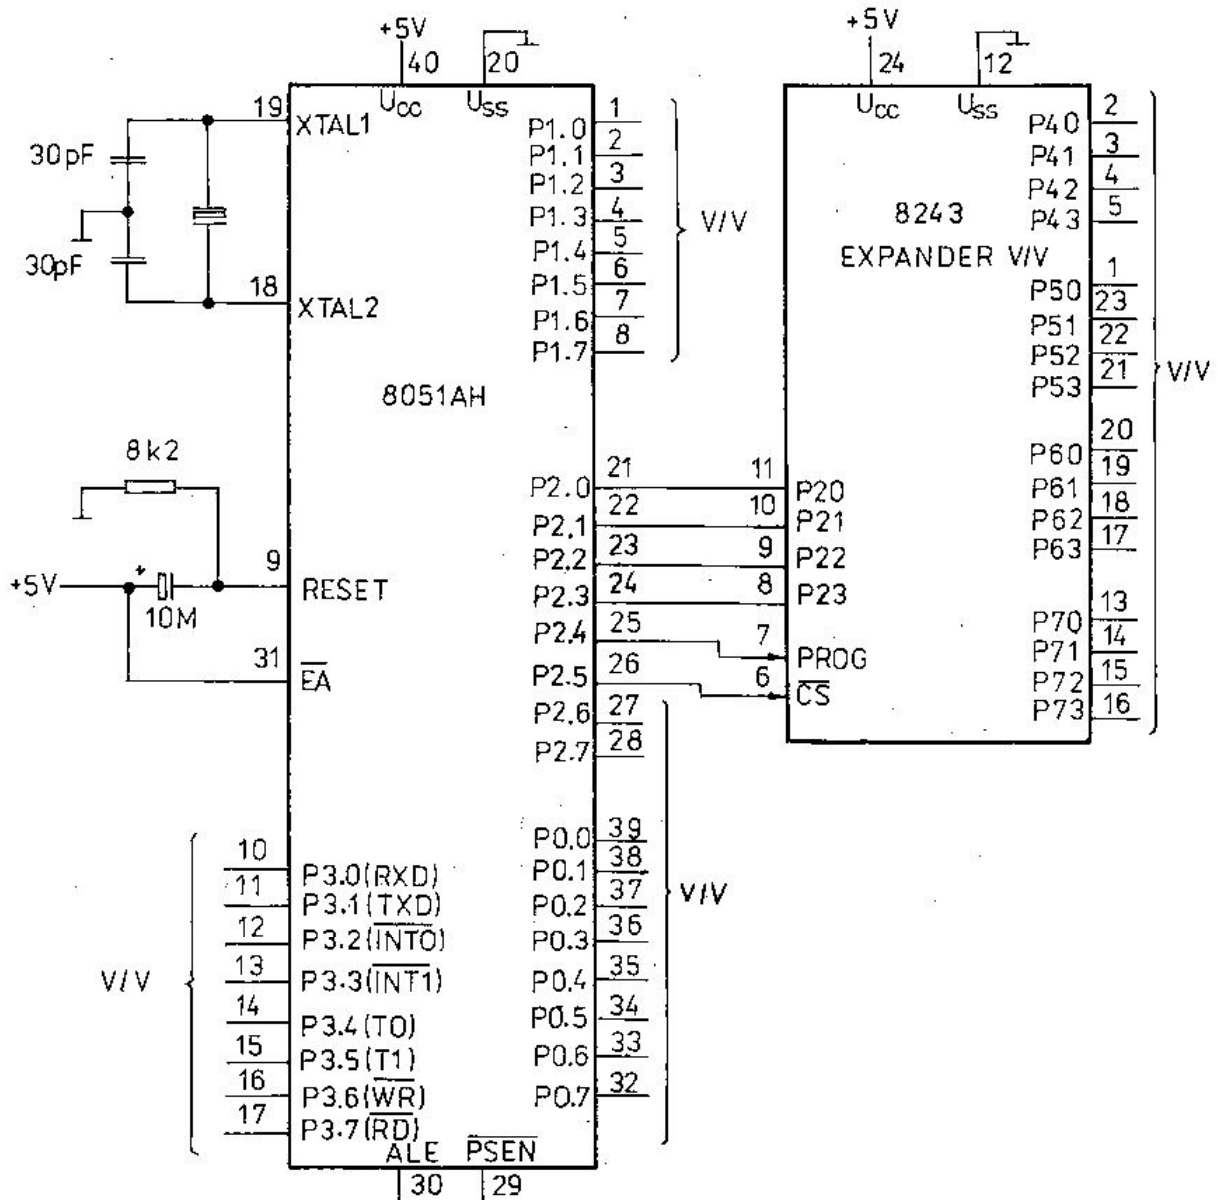 +5V
40
20
U_CC
U_SS
19
XTAL1
30pF
30pF
18
XTAL2
8051AH
8k2
9
RESET
+5V
+
10M
31
EA
P1.0 1
P1.1 2
P1.2 3
P1.3 4
P1.4 5
P1.5 6
P1.6 7
P1.7 8
V/V
P2.0 21
P2.1 22
P2.2 23
P2.3 24
P2.4 25
P2.5 26
P2.6 27
P2.7 28
P0.0 39
P0.1 38
P0.2 37
P0.3 36
P0.4 35
P0.5 34
P0.6 33
P0.7 32
V/V
10 P3.0(RXD)
11 P3.1(TXD)
12 P3.2(INT0)
13 P3.3(INT1)
14 P3.4(T0)
15 P3.5(T1)
16 P3.6(WR)
17 P3.7(RD)
V/V
ALE
PSEN
30
29
+5V
24
12
U_CC
U_SS
8243
EXPANDER V/V
11 P20
10 P21
9 P22
8 P23
7 PROG
6 CS
P40 2
P41 3
P42 4
P43 5
P50 1
P51 23
P52 22
P53 21
P60 20
P61 19
P62 18
P63 17
P70 13
P71 14
P72 15
P73 16
V/V